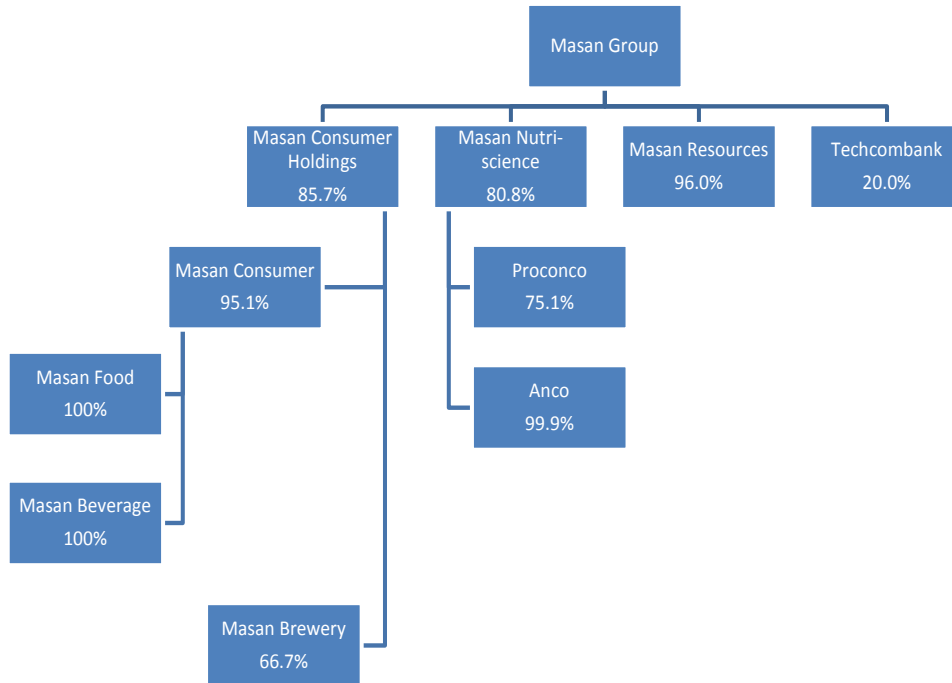 Masan Group
Masan Consumer
Holdings
85.7%
Masan Nutri-
science
80.8%
Masan Resources
96.0%
Techcombank
20.0%
Masan Consumer
95.1%
Proconco
75.1%
Masan Food
100%
Anco
99.9%
Masan Beverage
100%
Masan Brewery
66.7%